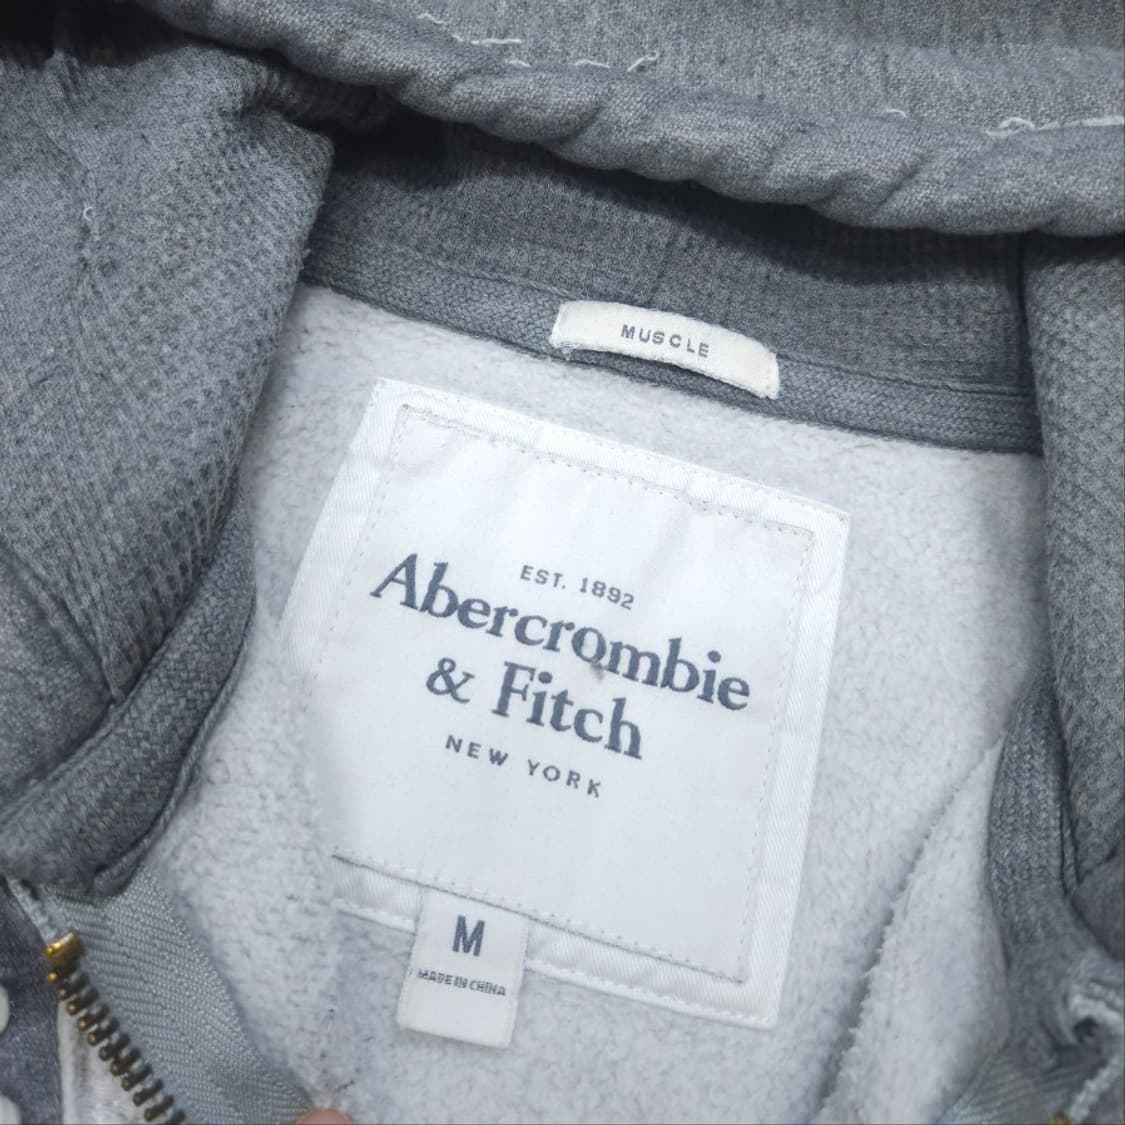 MUSCLE
EST. 1892
Abercrombie
& Fitch
NEW YORK
M
MADE IN CHINA